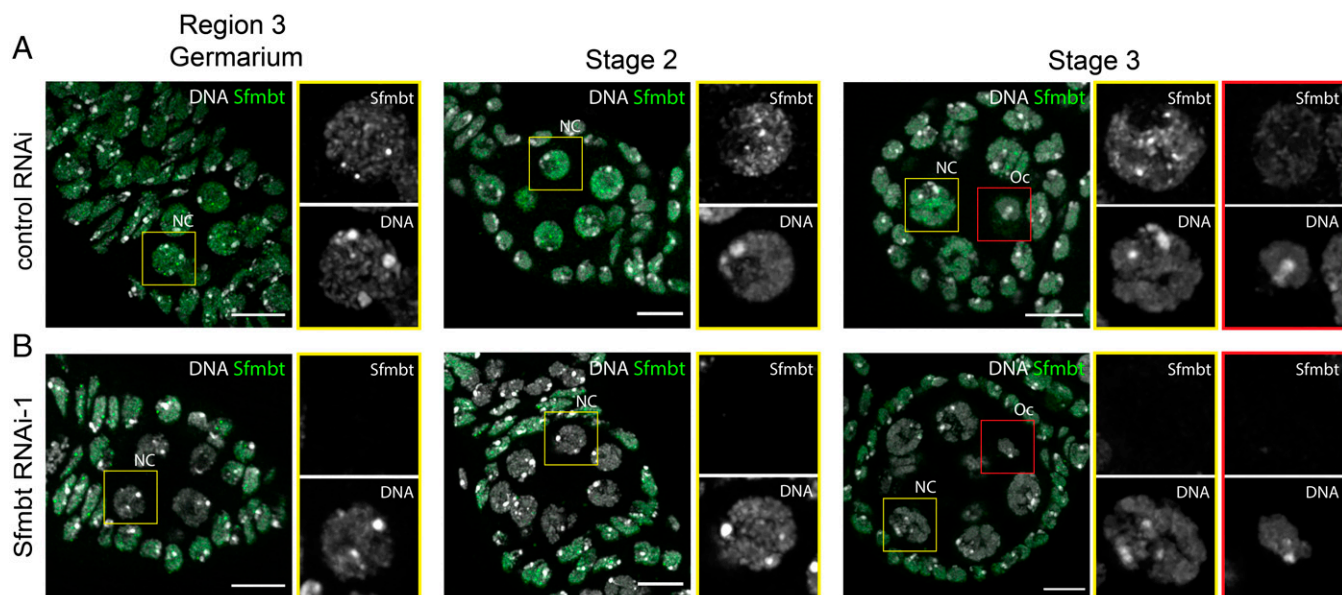 Region 3
Germarium
Stage 2
Stage 3
A
control RNAi
DNA Sfmbt
NC
Sfmbt
DNA
DNA Sfmbt
NC
Sfmbt
DNA
DNA Sfmbt
NC
Oc
Sfmbt
DNA
Sfmbt
DNA
B
Sfmbt RNAi-1
DNA Sfmbt
NC
Sfmbt
DNA
DNA Sfmbt
NC
Sfmbt
DNA
DNA Sfmbt
NC
Oc
Sfmbt
DNA
Sfmbt
DNA